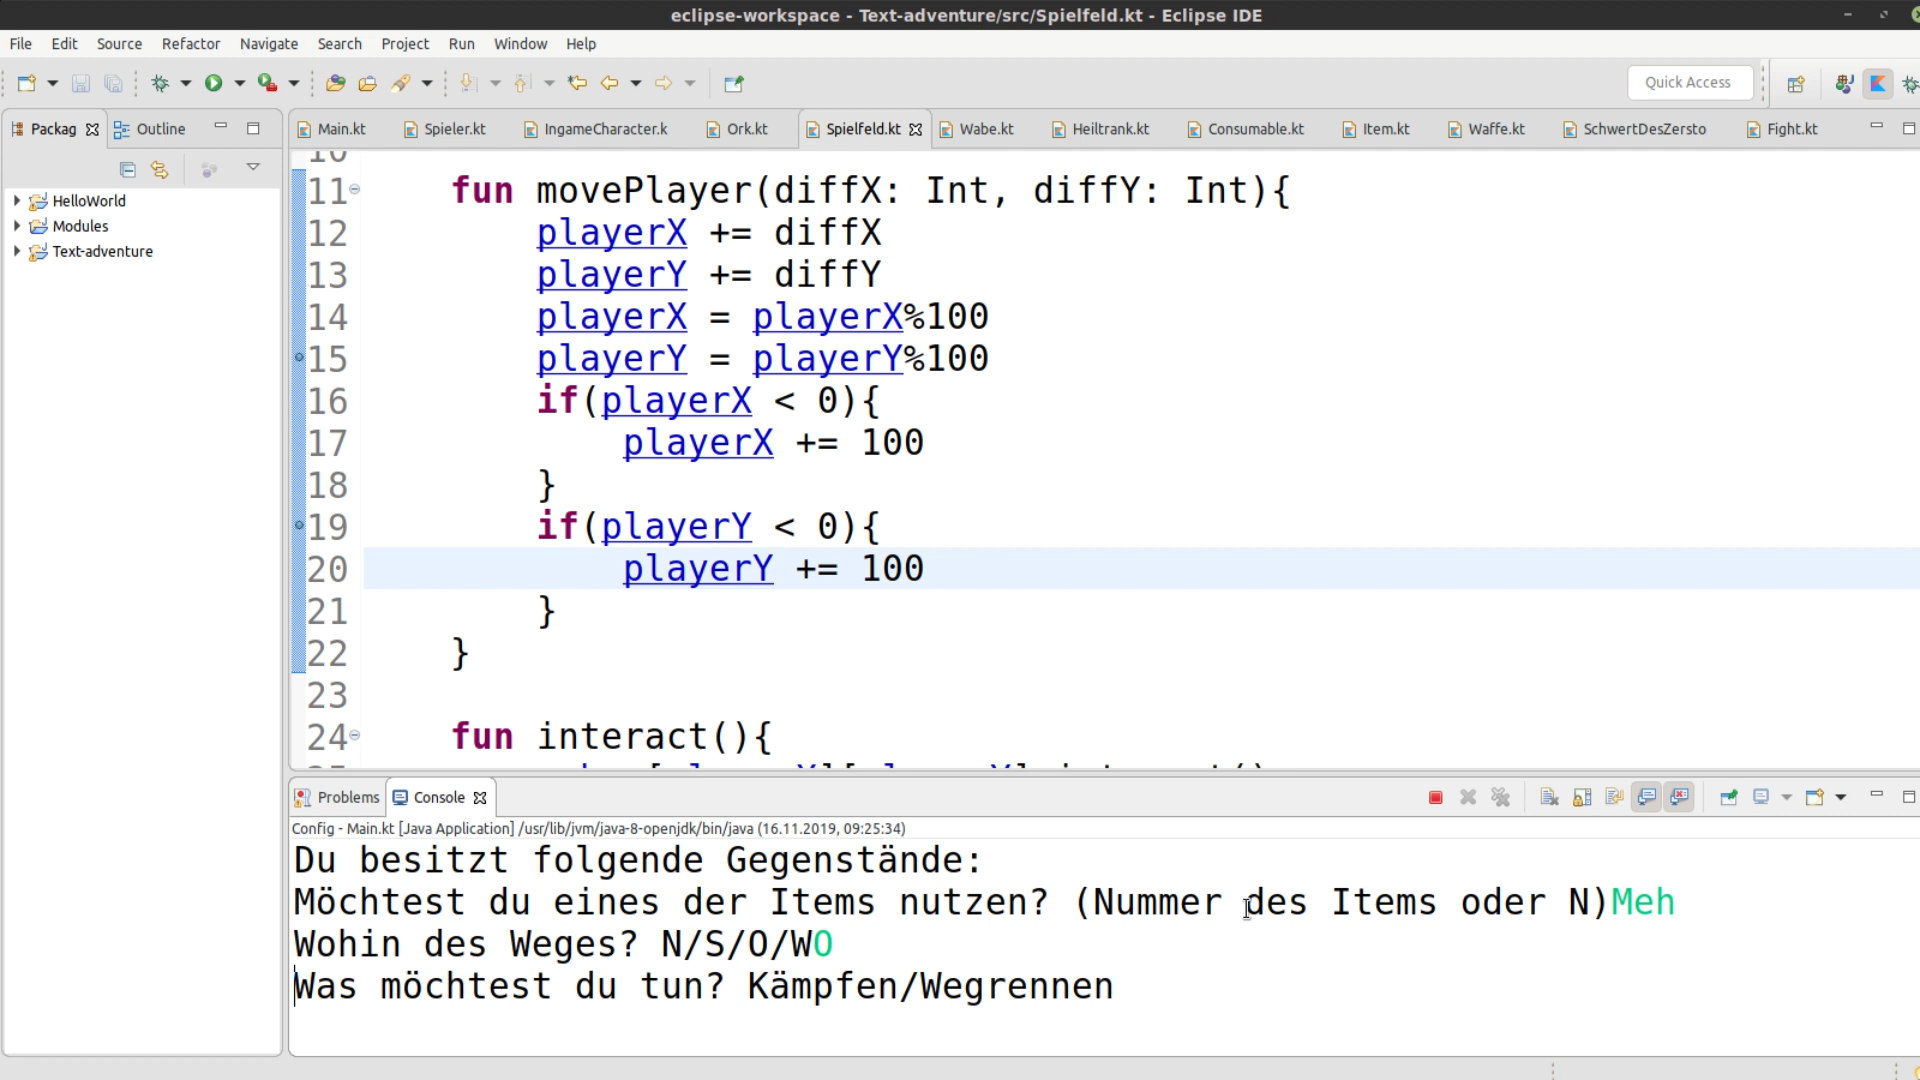 eclipse-workspace - Text-adventure/src/Spielfeld.kt - Eclipse IDE
File Edit Source Refactor Navigate Search Project Run Window Help
Quick Access
Packag Outline
Main.kt Spieler.kt IngameCharacter.k Ork.kt Spielfeld.kt Wabe.kt Heiltrank.kt Consumable.kt Item.kt Waffe.kt SchwertDesZersto Fight.kt
HelloWorld
Modules
Text-adventure
10
11 fun movePlayer(diffX: Int, diffY: Int){
12 playerX += diffX
13 playerY += diffY
14 playerX = playerX%100
15 playerY = playerY%100
16 if(playerX < 0){
17 playerX += 100
18 }
19 if(playerY < 0){
20 playerY += 100
21 }
22 }
23
24 fun interact(){
Problems Console
Config - Main.kt [Java Application] /usr/lib/jvm/java-8-openjdk/bin/java (16.11.2019, 09:25:34)
Du besitzt folgende Gegenstände:
Möchtest du eines der Items nutzen? (Nummer des Items oder N)Meh
Wohin des Weges? N/S/O/WO
Was möchtest du tun? Kämpfen/Wegrennen